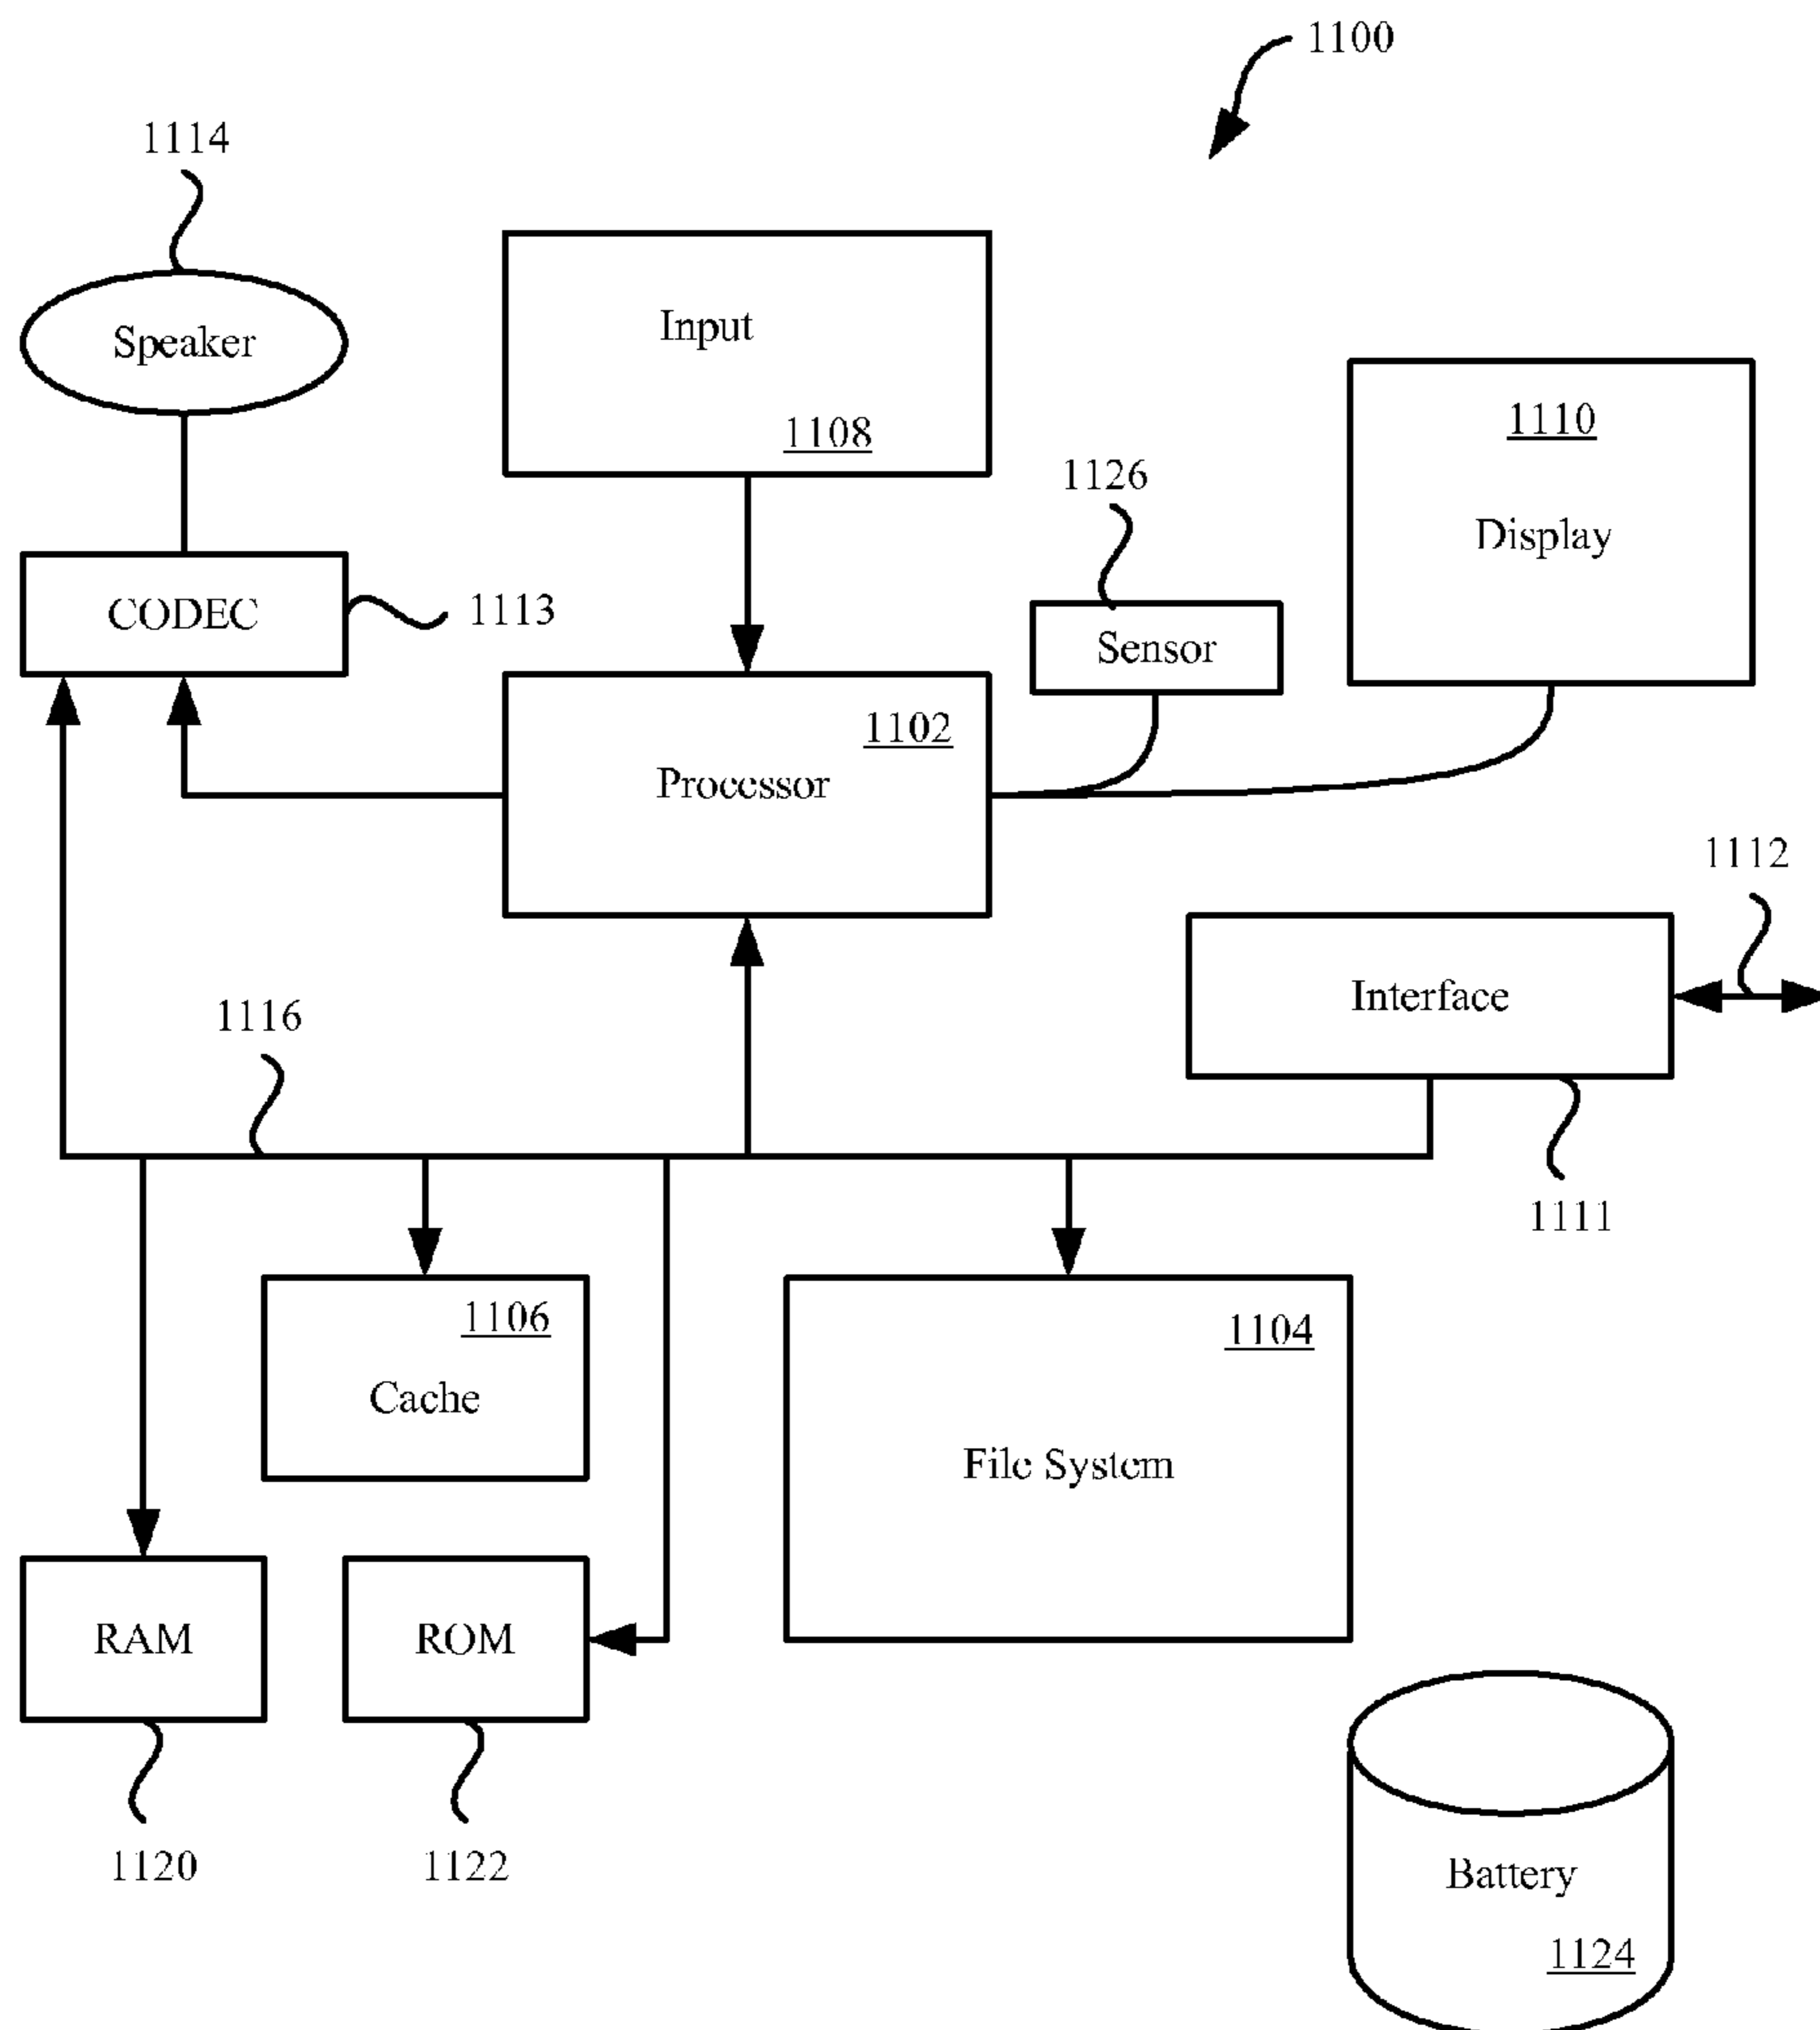 1100
1114
Speaker
Input
1108
1110
Display
1126
Sensor
CODEC
1113
1102
Processor
1112
Interface
1116
1111
1106
Cache
1104
File System
RAM
ROM
1120
1122
Battery
1124